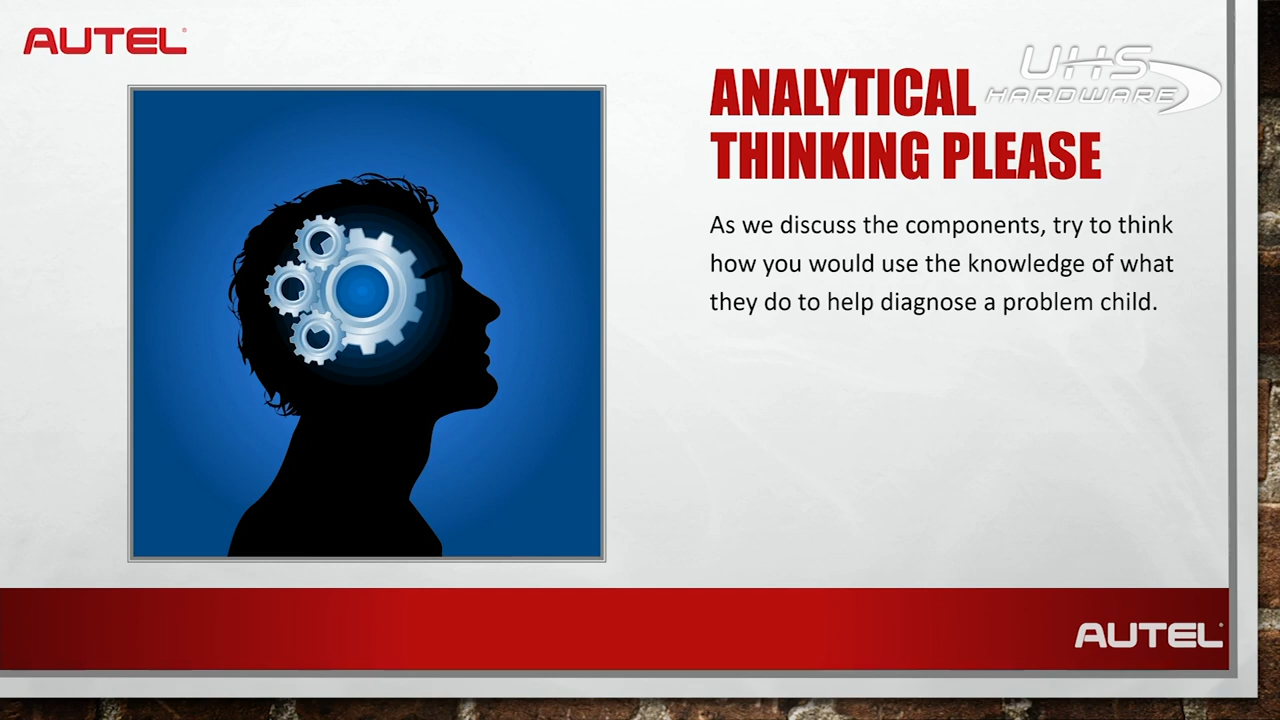 AUTEL
UHS
HARDWARE
ANALYTICAL
THINKING PLEASE
As we discuss the components, try to think
how you would use the knowledge of what
they do to help diagnose a problem child.
AUTEL